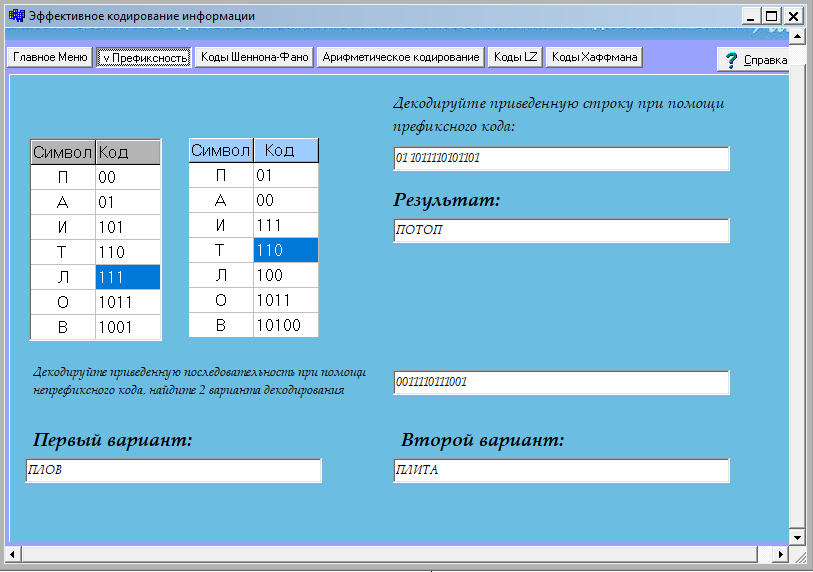 Эффективное кодирование информации
Главное Меню
v Префиксность
Коды Шеннона-Фано
Арифметическое кодирование
Коды LZ
Коды Хаффмана
? Справка
Декодируйте приведенную строку при помощи
префиксного кода:
01 1011110101101
Результат:
ПОТОП
Символ Код
П 00
А 01
И 101
Т 110
Л 111
О 1011
В 1001
Символ Код
П 01
А 00
И 111
Т 110
Л 100
О 1011
В 10100
Декодируйте приведенную последовательность при помощи
непрефиксного кода, найдите 2 варианта декодирования
0011110111001
Первый вариант:
ПЛОВ
Второй вариант:
ПЛИТА